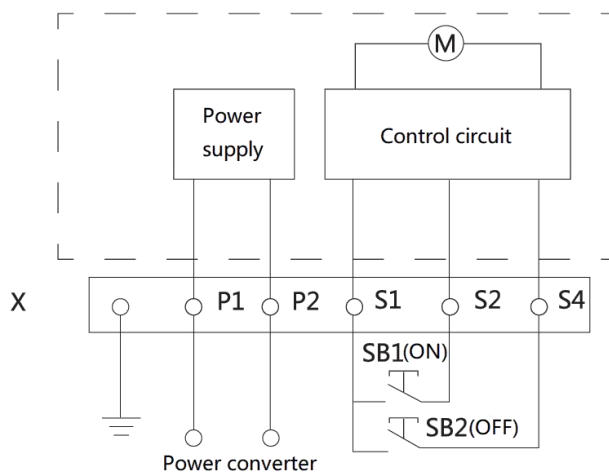 M
Power
supply
Control circuit
X
P1 P2 S1 S2 S4
SB1(ON)
SB2(OFF)
Power converter